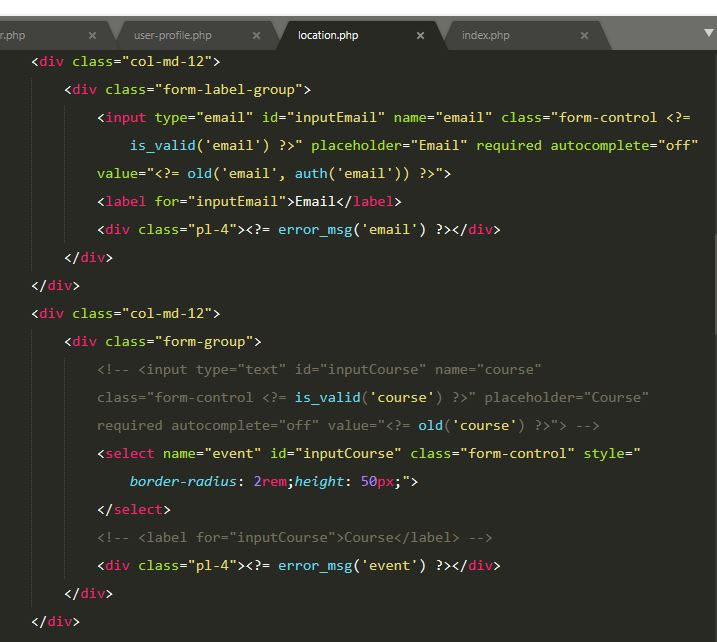 r.php × user-profile.php × location.php × index.php × ▼
<div class="col-md-12">
<div class="form-label-group">
<input type="email" id="inputEmail" name="email" class="form-control <?=
is_valid('email') ?>" placeholder="Email" required autocomplete="off"
value="<?= old('email', auth('email')) ?>">
<label for="inputEmail">Email</label>
<div class="pl-4"><?= error_msg('email') ?></div>
</div>
</div>
<div class="col-md-12">
<div class="form-group">
<!-- <input type="text" id="inputCourse" name="course"
class="form-control <?= is_valid('course') ?>" placeholder="Course"
required autocomplete="off" value="<?= old('course') ?>"> -->
<select name="event" id="inputCourse" class="form-control" style="
border-radius: 2rem;height: 50px;">
</select>
<!-- <label for="inputCourse">Course</label> -->
<div class="pl-4"><?= error_msg('event') ?></div>
</div>
</div>